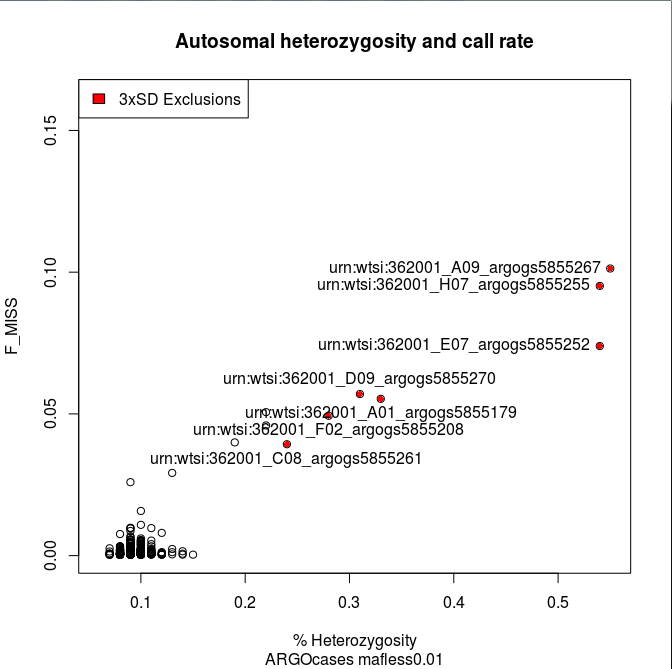 Autosomal heterozygosity and call rate
3xSD Exclusions
0.15
0.10
0.05
0.00
F_MISS
urn:wtsi:362001_A09_argogs5855267
urn:wtsi:362001_H07_argogs5855255
urn:wtsi:362001_E07_argogs5855252
urn:wtsi:362001_D09_argogs5855270
urn:wtsi:362001_A01_argogs5855179
urn:wtsi:362001_F02_argogs5855208
urn:wtsi:362001_C08_argogs5855261
0.1 0.2 0.3 0.4 0.5
% Heterozygosity
ARGOcases mafless0.01